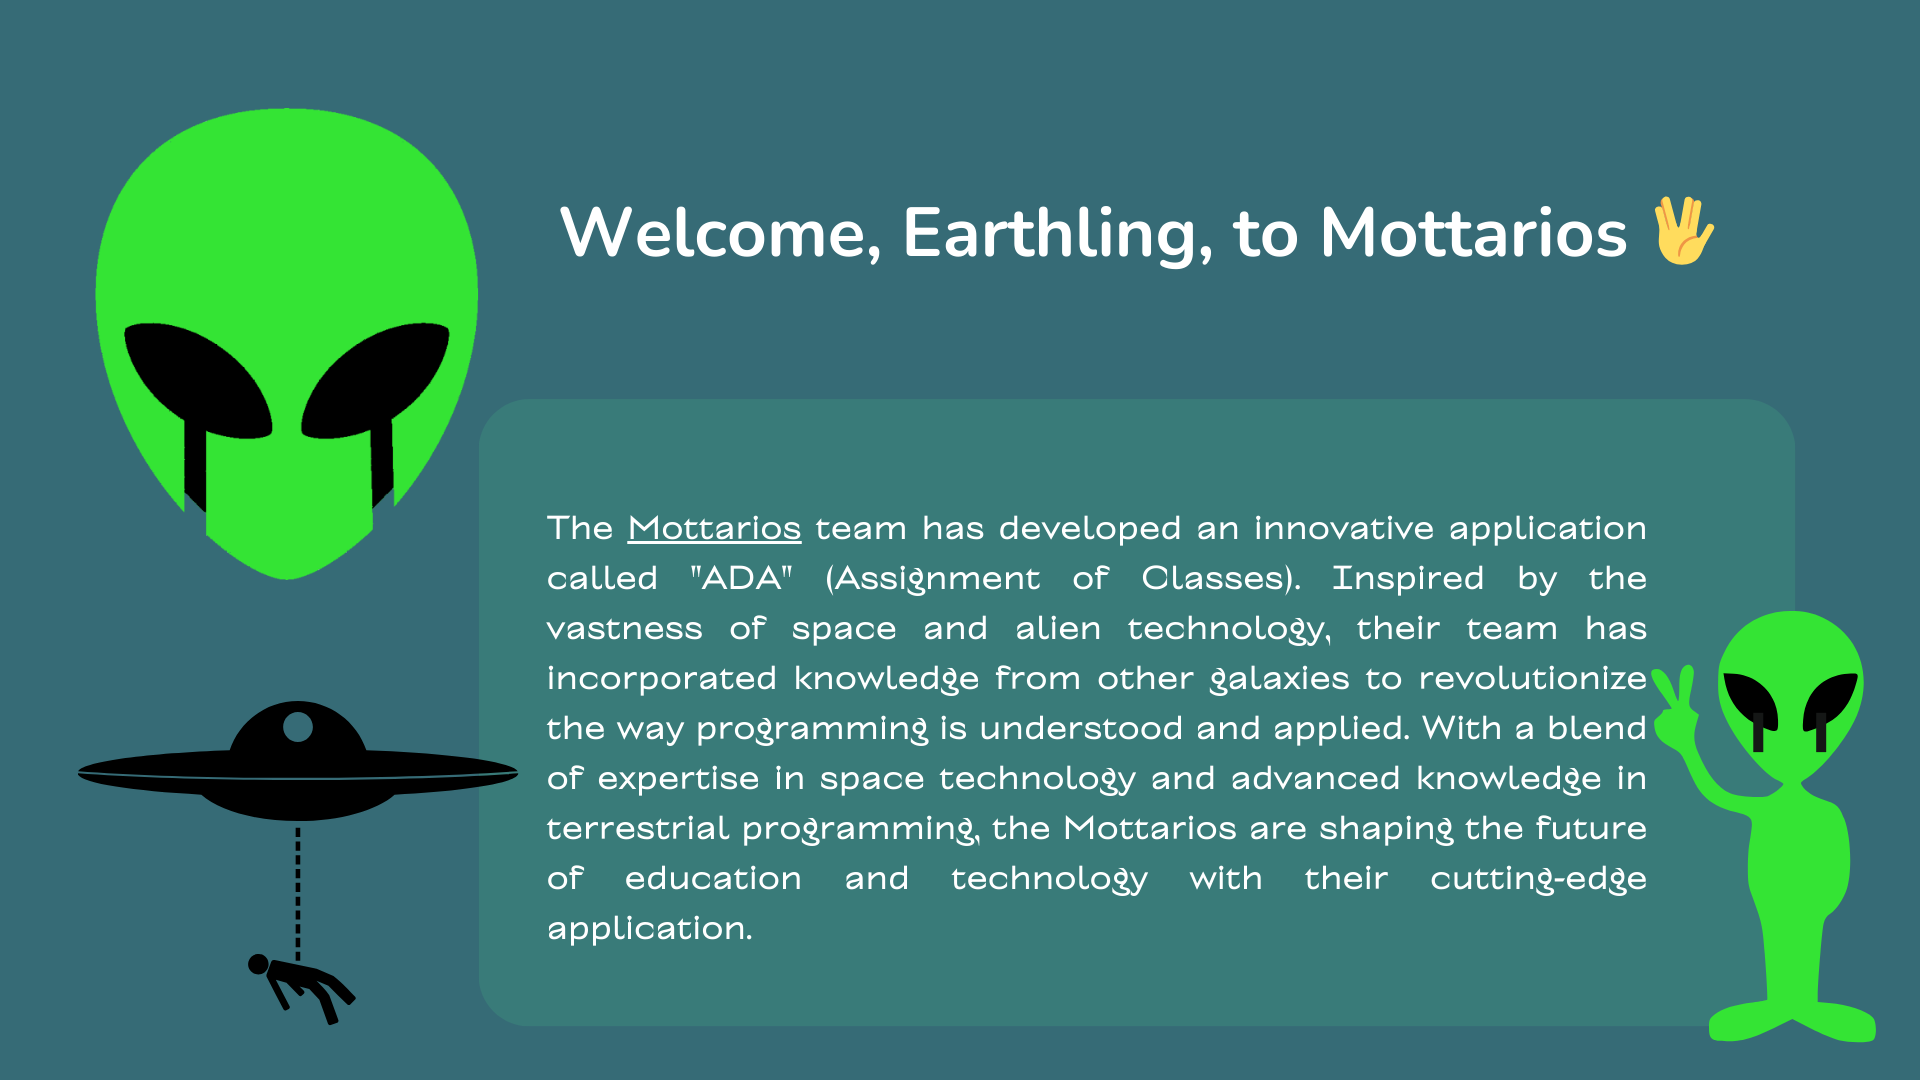 Welcome, Earthling, to Mottarios 🖖
The Mottarios team has developed an innovative application
called "ADA" (Assignment of Classes). Inspired by the
vastness of space and alien technology, their team has
incorporated knowledge from other galaxies to revolutionize
the way programming is understood and applied. With a blend
of expertise in space technology and advanced knowledge in
terrestrial programming, the Mottarios are shaping the future
of education and technology with their cutting-edge
application.